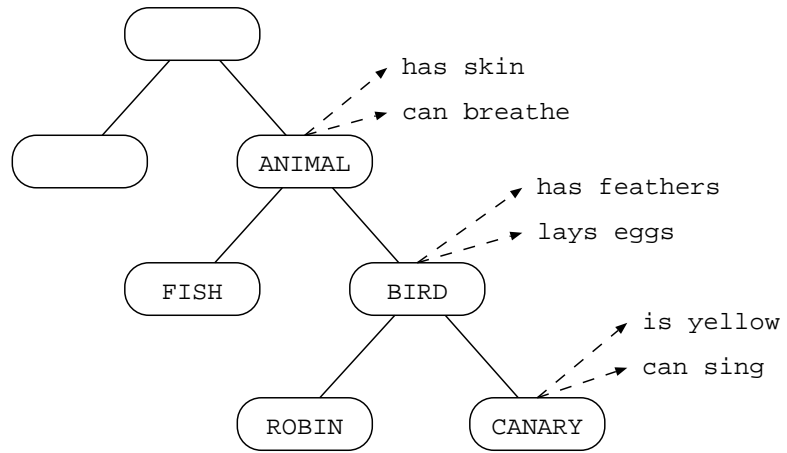 has skin
can breathe
ANIMAL
has feathers
lays eggs
FISH
BIRD
is yellow
can sing
ROBIN
CANARY